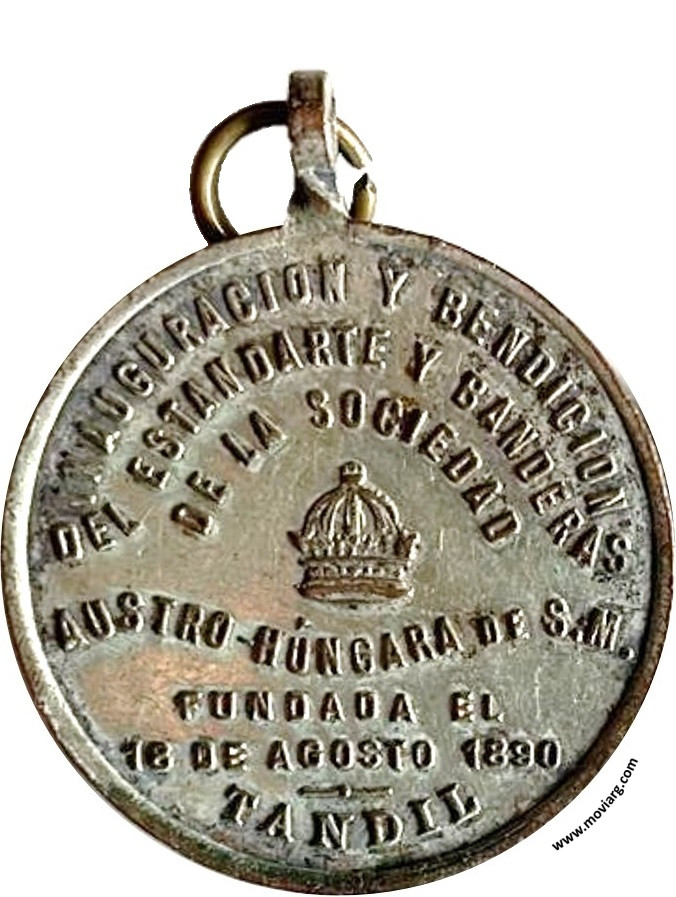 INAUGURACION Y BENDICION
DEL ESTANDARTE Y BANDERAS
DE LA SOCIEDAD
AUSTRO-HÚNGARA DE S.M.
FUNDADA EL
18 DE AGOSTO 1890
TANDIL
www.moviarg.com